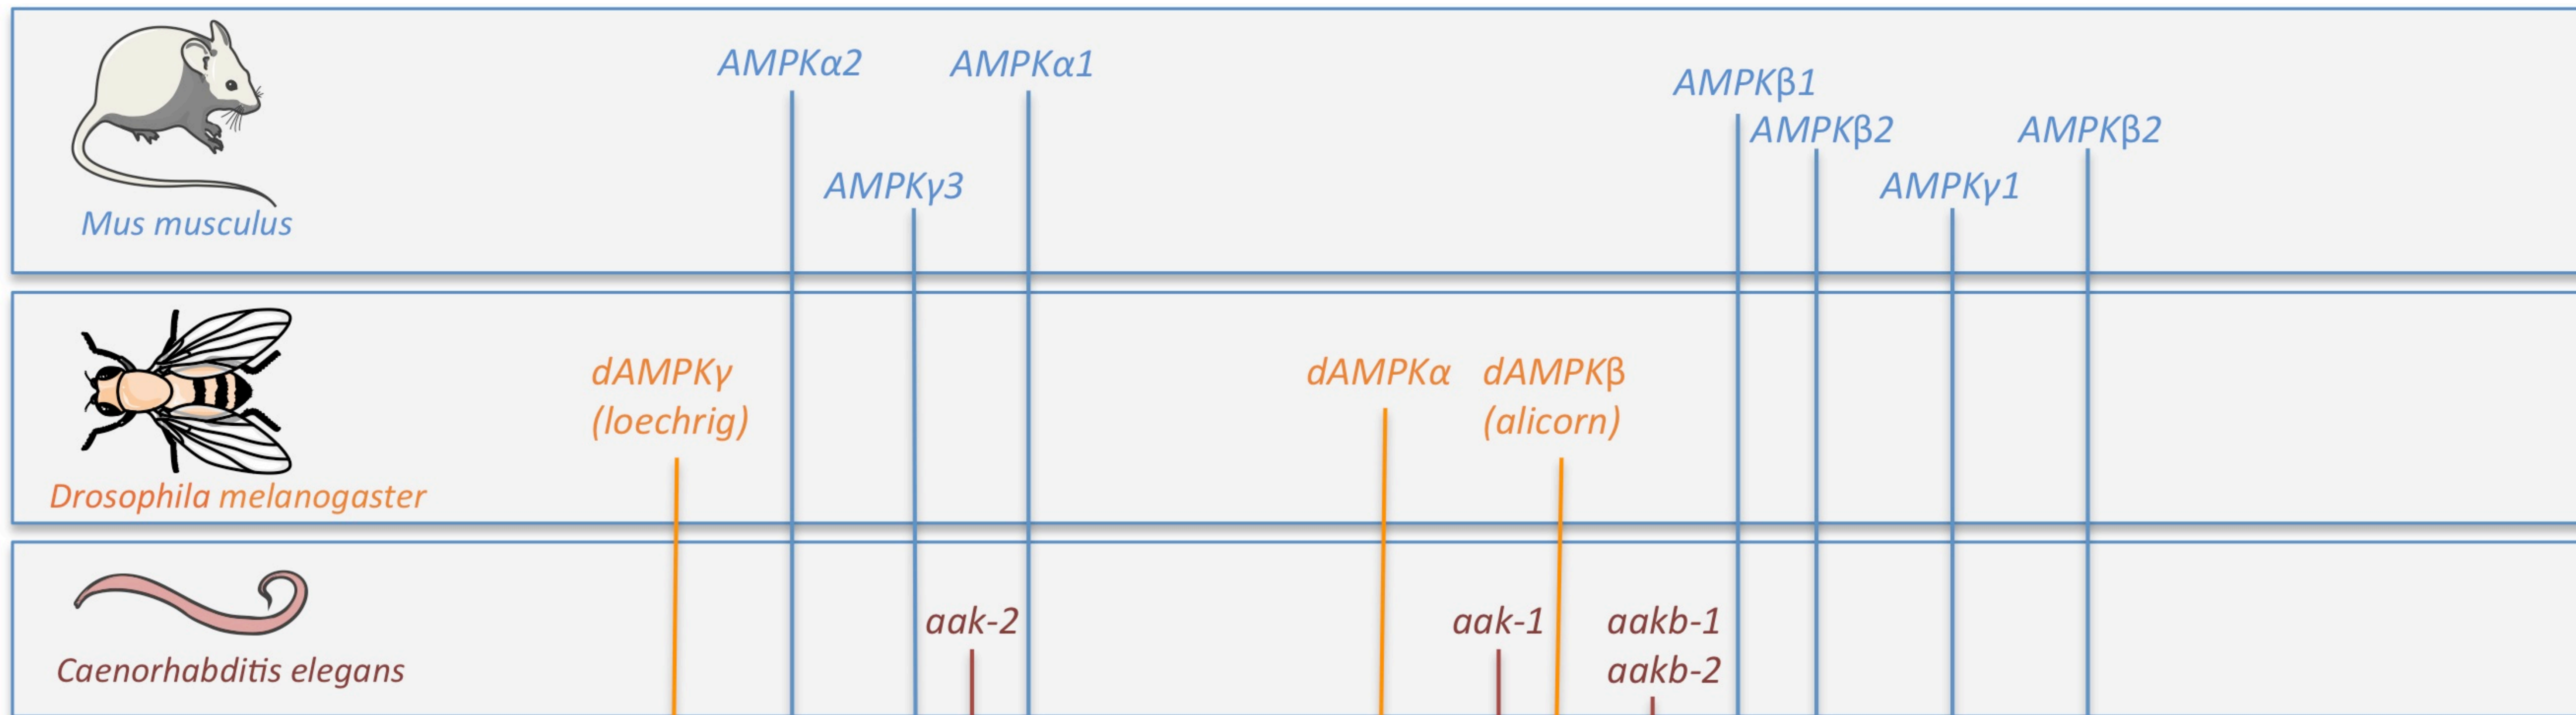 AMPKα2
AMPKα1
AMPKβ1
AMPKβ2
AMPKβ2
AMPKγ3
AMPKγ1
Mus musculus
dAMPKγ
(loechrig)
dAMPKα
dAMPKβ
(alicorn)
Drosophila melanogaster
aak-2
aak-1
aakb-1
aakb-2
Caenorhabditis elegans